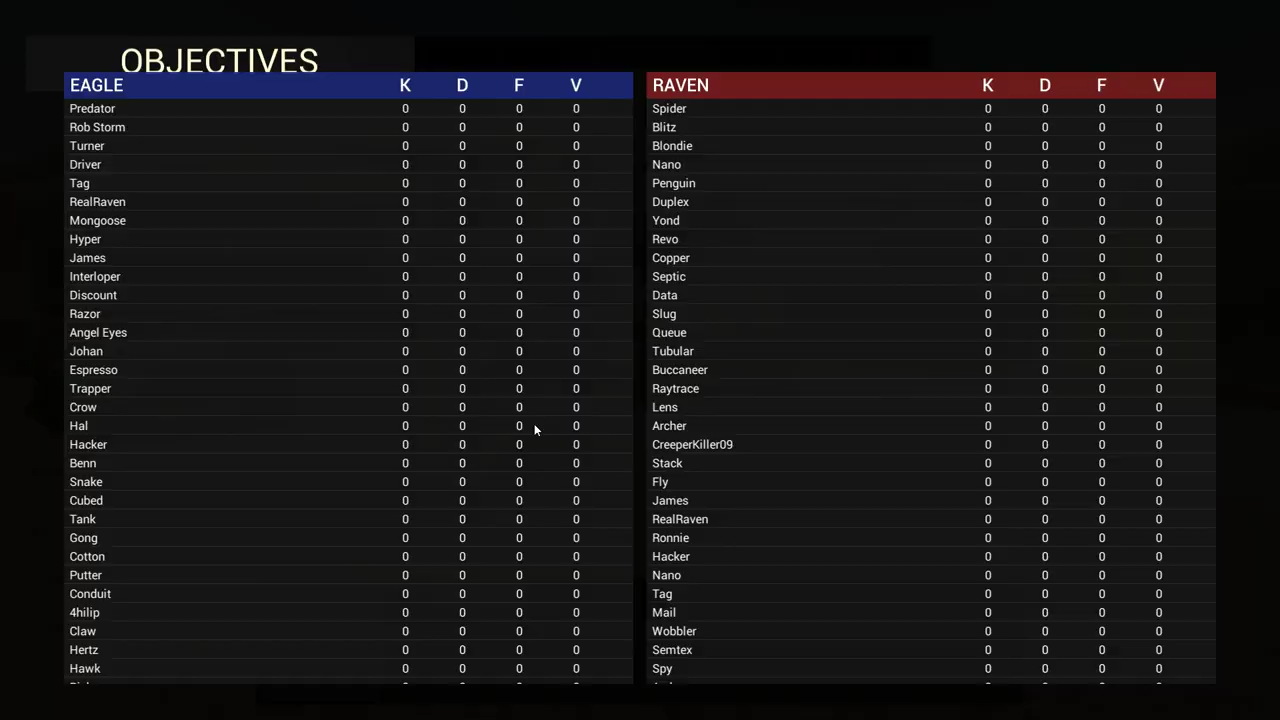 OBJECTIVES
EAGLE K D F V
Predator 0 0 0 0
Rob Storm 0 0 0 0
Turner 0 0 0 0
Driver 0 0 0 0
Tag 0 0 0 0
RealRaven 0 0 0 0
Mongoose 0 0 0 0
Hyper 0 0 0 0
James 0 0 0 0
Interloper 0 0 0 0
Discount 0 0 0 0
Razor 0 0 0 0
Angel Eyes 0 0 0 0
Johan 0 0 0 0
Espresso 0 0 0 0
Trapper 0 0 0 0
Crow 0 0 0 0
Hal 0 0 0 0
Hacker 0 0 0 0
Benn 0 0 0 0
Snake 0 0 0 0
Cubed 0 0 0 0
Tank 0 0 0 0
Gong 0 0 0 0
Cotton 0 0 0 0
Putter 0 0 0 0
Conduit 0 0 0 0
4hilip 0 0 0 0
Claw 0 0 0 0
Hertz 0 0 0 0
Hawk 0 0 0 0
RAVEN K D F V
Spider 0 0 0 0
Blitz 0 0 0 0
Blondie 0 0 0 0
Nano 0 0 0 0
Penguin 0 0 0 0
Duplex 0 0 0 0
Yond 0 0 0 0
Revo 0 0 0 0
Copper 0 0 0 0
Septic 0 0 0 0
Data 0 0 0 0
Slug 0 0 0 0
Queue 0 0 0 0
Tubular 0 0 0 0
Buccaneer 0 0 0 0
Raytrace 0 0 0 0
Lens 0 0 0 0
Archer 0 0 0 0
CreeperKiller09 0 0 0 0
Stack 0 0 0 0
Fly 0 0 0 0
James 0 0 0 0
RealRaven 0 0 0 0
Ronnie 0 0 0 0
Hacker 0 0 0 0
Nano 0 0 0 0
Tag 0 0 0 0
Mail 0 0 0 0
Wobbler 0 0 0 0
Semtex 0 0 0 0
Spy 0 0 0 0